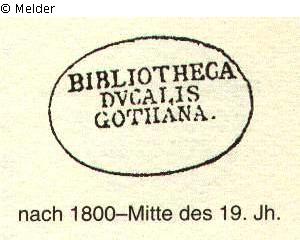 © Melder
BIBLIOTHECA
DVCALIS
GOTHANA.
nach 1800–Mitte des 19. Jh.